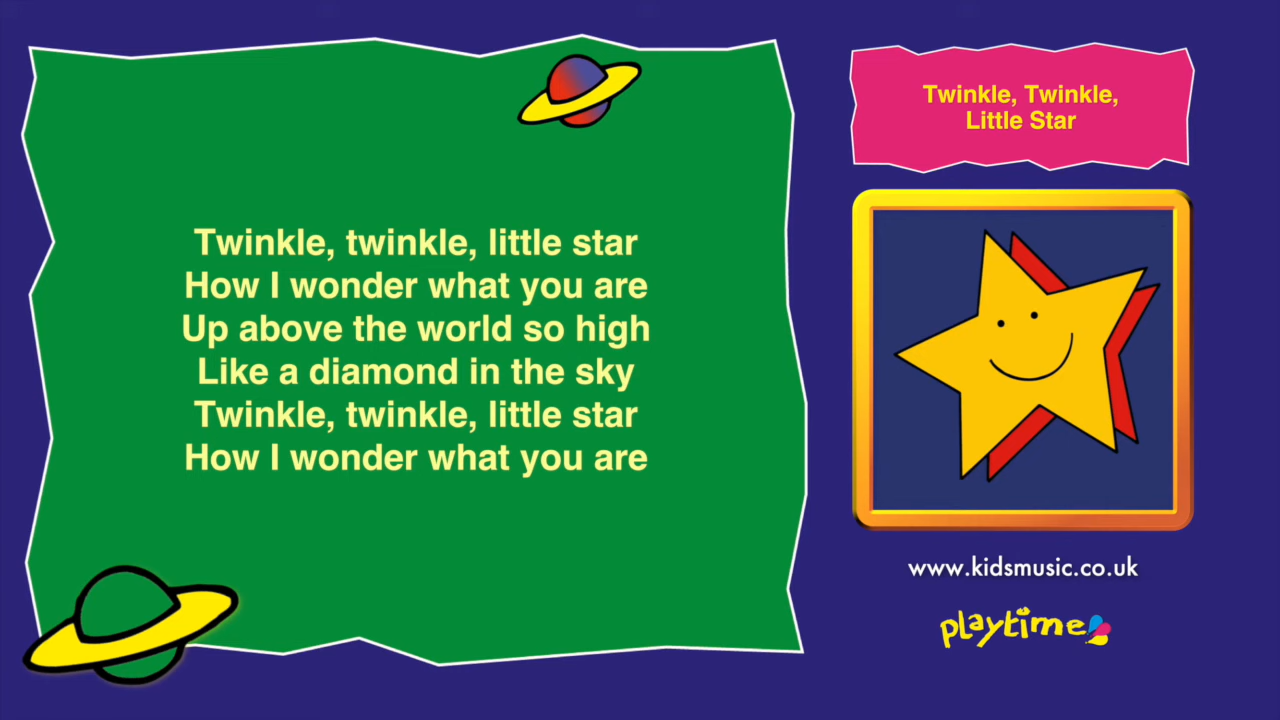 Twinkle, twinkle, little star
How I wonder what you are
Up above the world so high
Like a diamond in the sky
Twinkle, twinkle, little star
How I wonder what you are
Twinkle, Twinkle,
Little Star
www.kidsmusic.co.uk
playtime